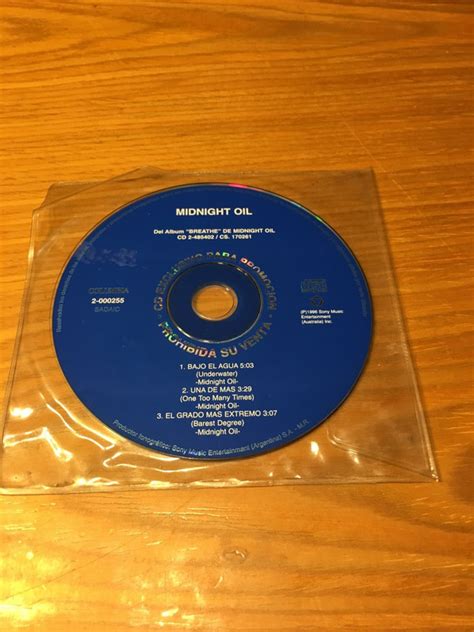 MIDNIGHT OIL
Del Album "BREATHE" DE MIDNIGHT OIL
CD 2-485402 / CS. 170261
COLUMBIA
2-000255
SADAIC
CD EXCLUSIVO PARA PROMOCION
PROHIBIDA SU VENTA
(P)1996 Sony Music
Entertainment
(Australia) Inc.
1. BAJO EL AGUA 5:03
(Underwater)
-Midnight Oil-
2. UNA DE MAS 3:29
(One Too Many Times)
-Midnight Oil-
3. EL GRADO MAS EXTREMO 3:07
(Barest Degree)
-Midnight Oil-
Productor fonográfico: Sony Music Entertainment (Argentina) S.A. - M.R.